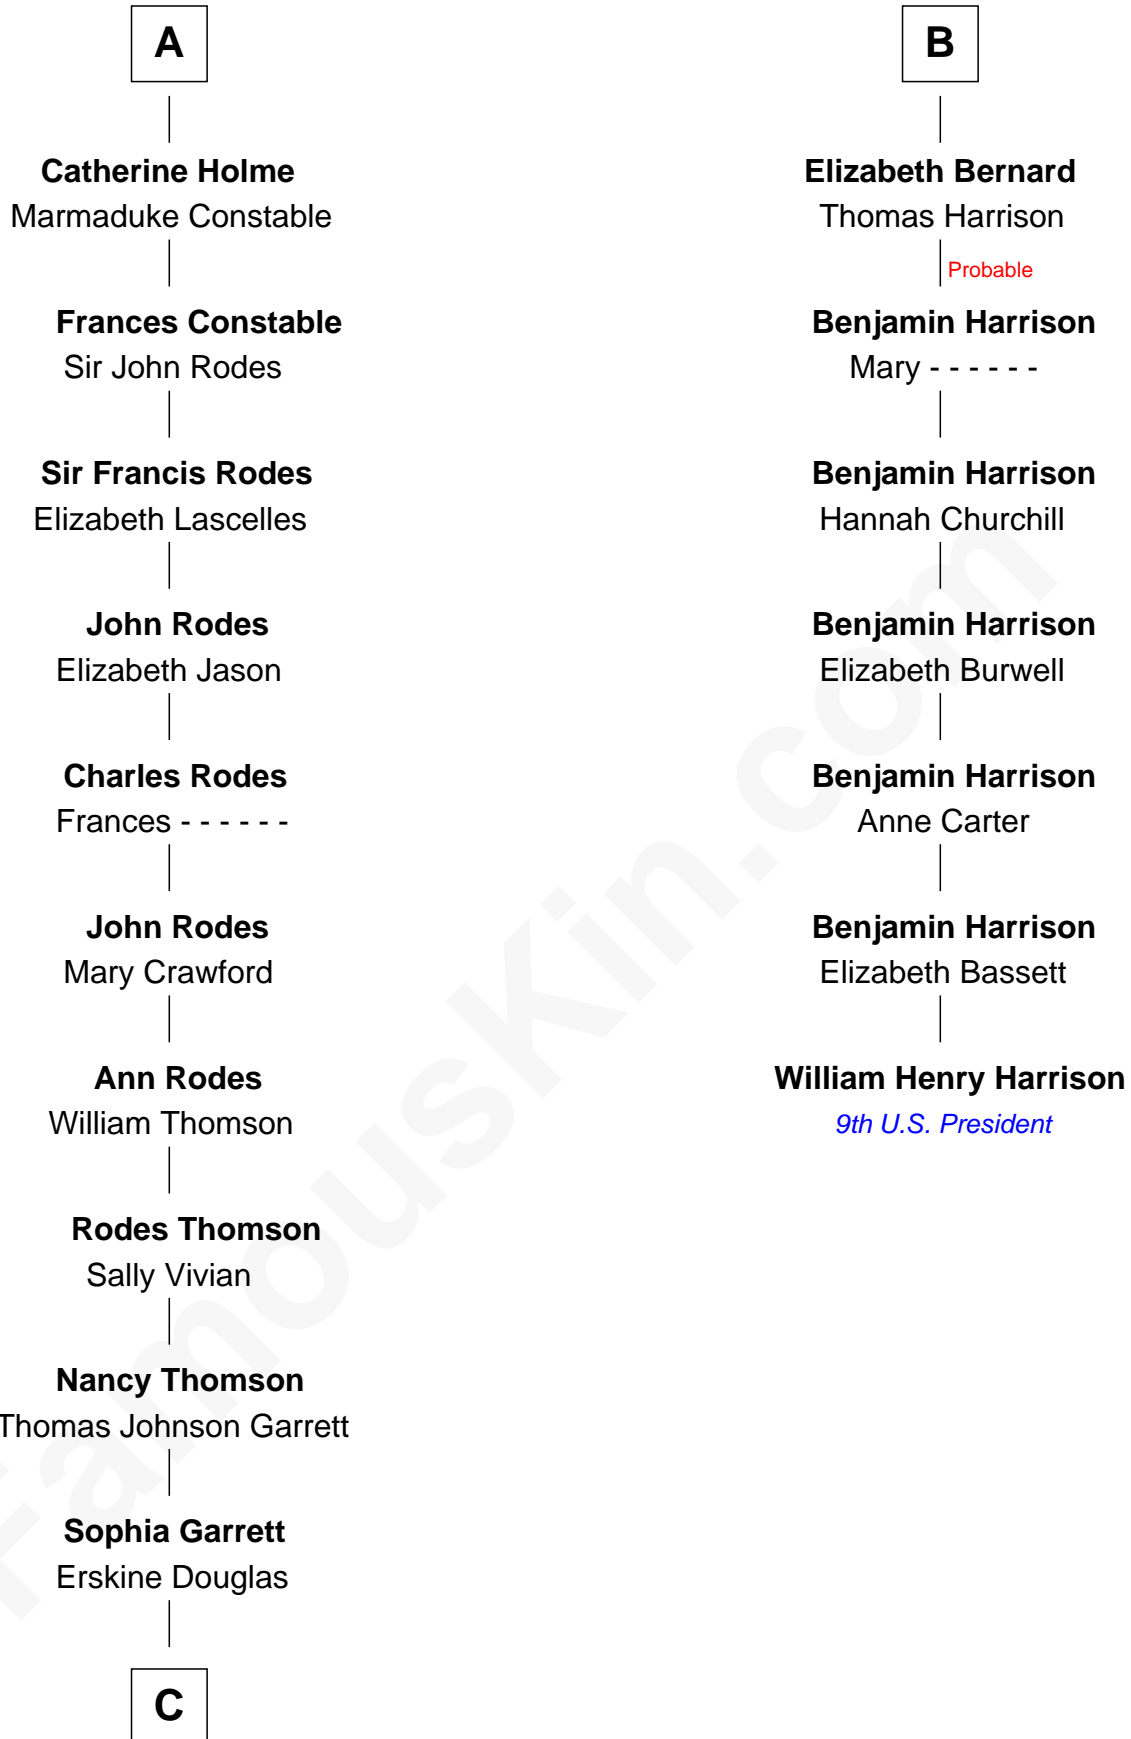 A
Catherine Holme
Marmaduke Constable
Frances Constable
Sir John Rodes
Sir Francis Rodes
Elizabeth Lascelles
John Rodes
Elizabeth Jason
Charles Rodes
Frances - - - - - -
John Rodes
Mary Crawford
Ann Rodes
William Thomson
Rodes Thomson
Sally Vivian
Nancy Thomson
Thomas Johnson Garrett
Sophia Garrett
Erskine Douglas
C
B
Elizabeth Bernard
Thomas Harrison
Probable
Benjamin Harrison
Mary - - - - - -
Benjamin Harrison
Hannah Churchill
Benjamin Harrison
Elizabeth Burwell
Benjamin Harrison
Anne Carter
Benjamin Harrison
Elizabeth Bassett
William Henry Harrison
9th U.S. President
FamousKin.com